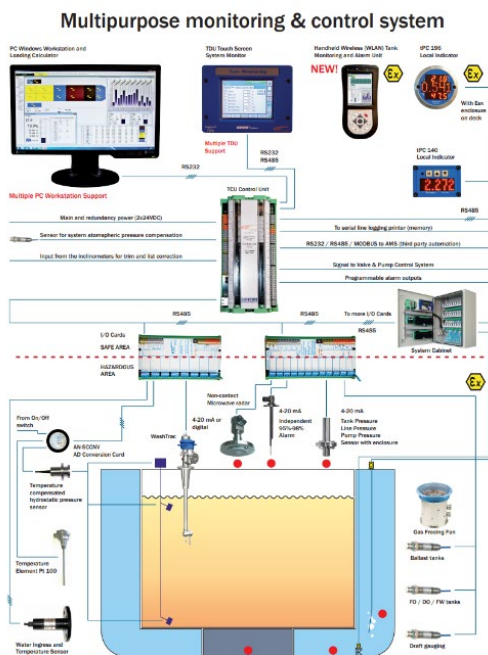 Multipurpose monitoring & control system
PC Windows Workstation and
Loading Calculator
TDU Touch Screen
System Monitor
Handheld Wireless (WLAN) Tank
Monitoring and Alarm Unit
NEW!
Ex
tPC 196
Local Indicator
Ex
With Exn
enclosure
on deck
RS232
RS485
Multiple TDU
Support
tPC 140
Local Indicator
2.272
RS232
Multiple PC Workstation Support
TCU Control Unit
RS485
Main and redundancy power (2x24VDC)
To serial line logging printer (memory)
Sensor for system atomspheric pressure compensation
RS232 / RS485 / MODBUS to AMS (third party automation)
Input from the inclinometers for trim and list correction
Signal to Valve & Pump Control System
Programmable alarm outputs
RS485
RS485
To more I/O Cards
RS485
I/O Cards
SAFE AREA
System Cabinet
HAZARDOUS
AREA
Ex
Non-contact
Microwave radar
From On/Off
switch
AN-SCONV
AD Conversion Card
WashTrac
4-20 mA or
digital
4-20 mA
Independent
95%-98%
Alarm
4-20 mA
Tank Pressure
Line Pressure
Pump Pressure
Sensor with enclosure
Temperature
compensated
hydrostatic pressure
sensor
Gas Freeing Fan
Temperature
Element Pt 100
Ballast tanks
FO / DO / FW tanks
Water Ingress and
Temperature Sensor
Draft gauging